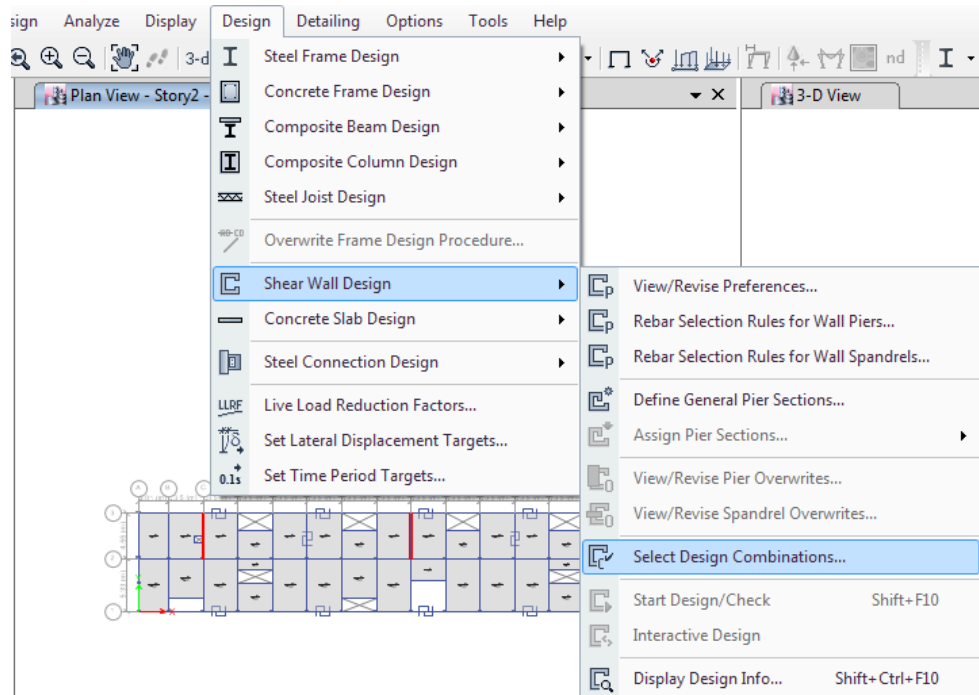 sign Analyze Display Design Detailing Options Tools Help
3-d
nd
Plan View - Story2 -
3-D View
Steel Frame Design
Concrete Frame Design
Composite Beam Design
Composite Column Design
Steel Joist Design
Overwrite Frame Design Procedure...
Shear Wall Design
Concrete Slab Design
Steel Connection Design
LLRF Live Load Reduction Factors...
Set Lateral Displacement Targets...
0.1s Set Time Period Targets...
View/Revise Preferences...
Rebar Selection Rules for Wall Piers...
Rebar Selection Rules for Wall Spandrels...
Define General Pier Sections...
Assign Pier Sections...
View/Revise Pier Overwrites...
View/Revise Spandrel Overwrites...
Select Design Combinations...
Start Design/Check Shift+F10
Interactive Design
Display Design Info... Shift+Ctrl+F10